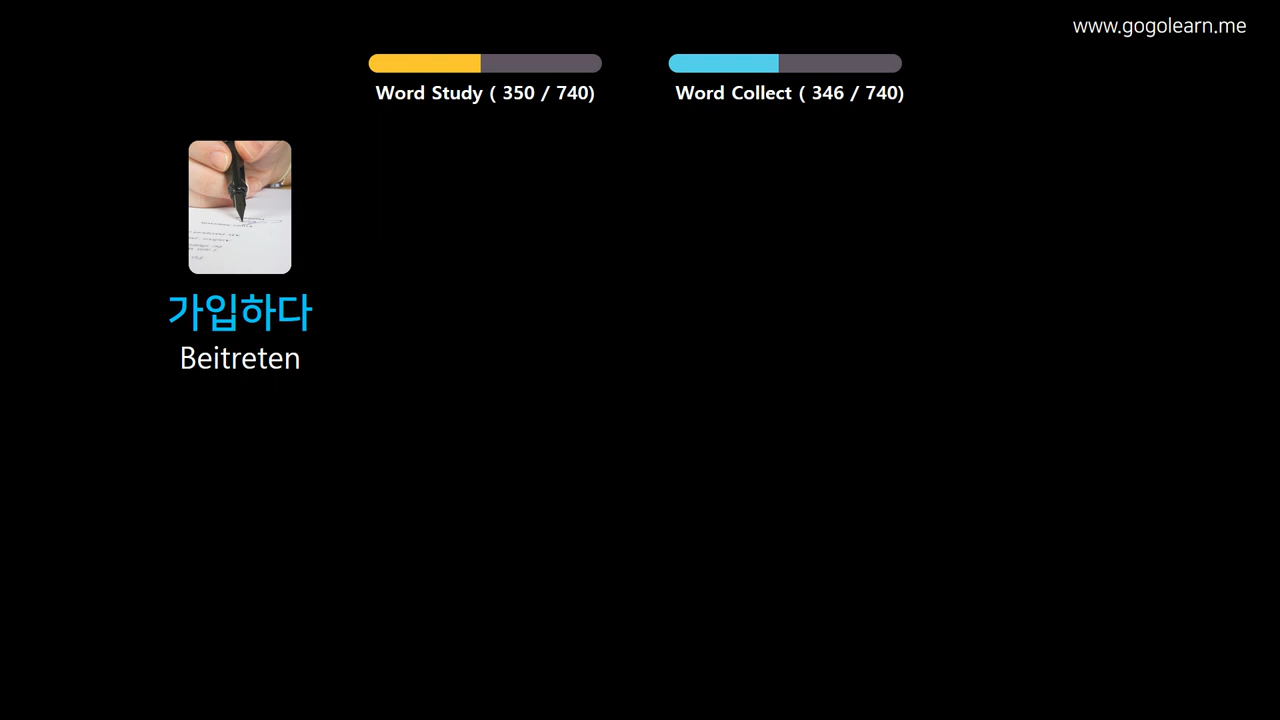 www.gogolearn.me
Word Study ( 350 / 740)
Word Collect ( 346 / 740)
가입하다
Beitreten